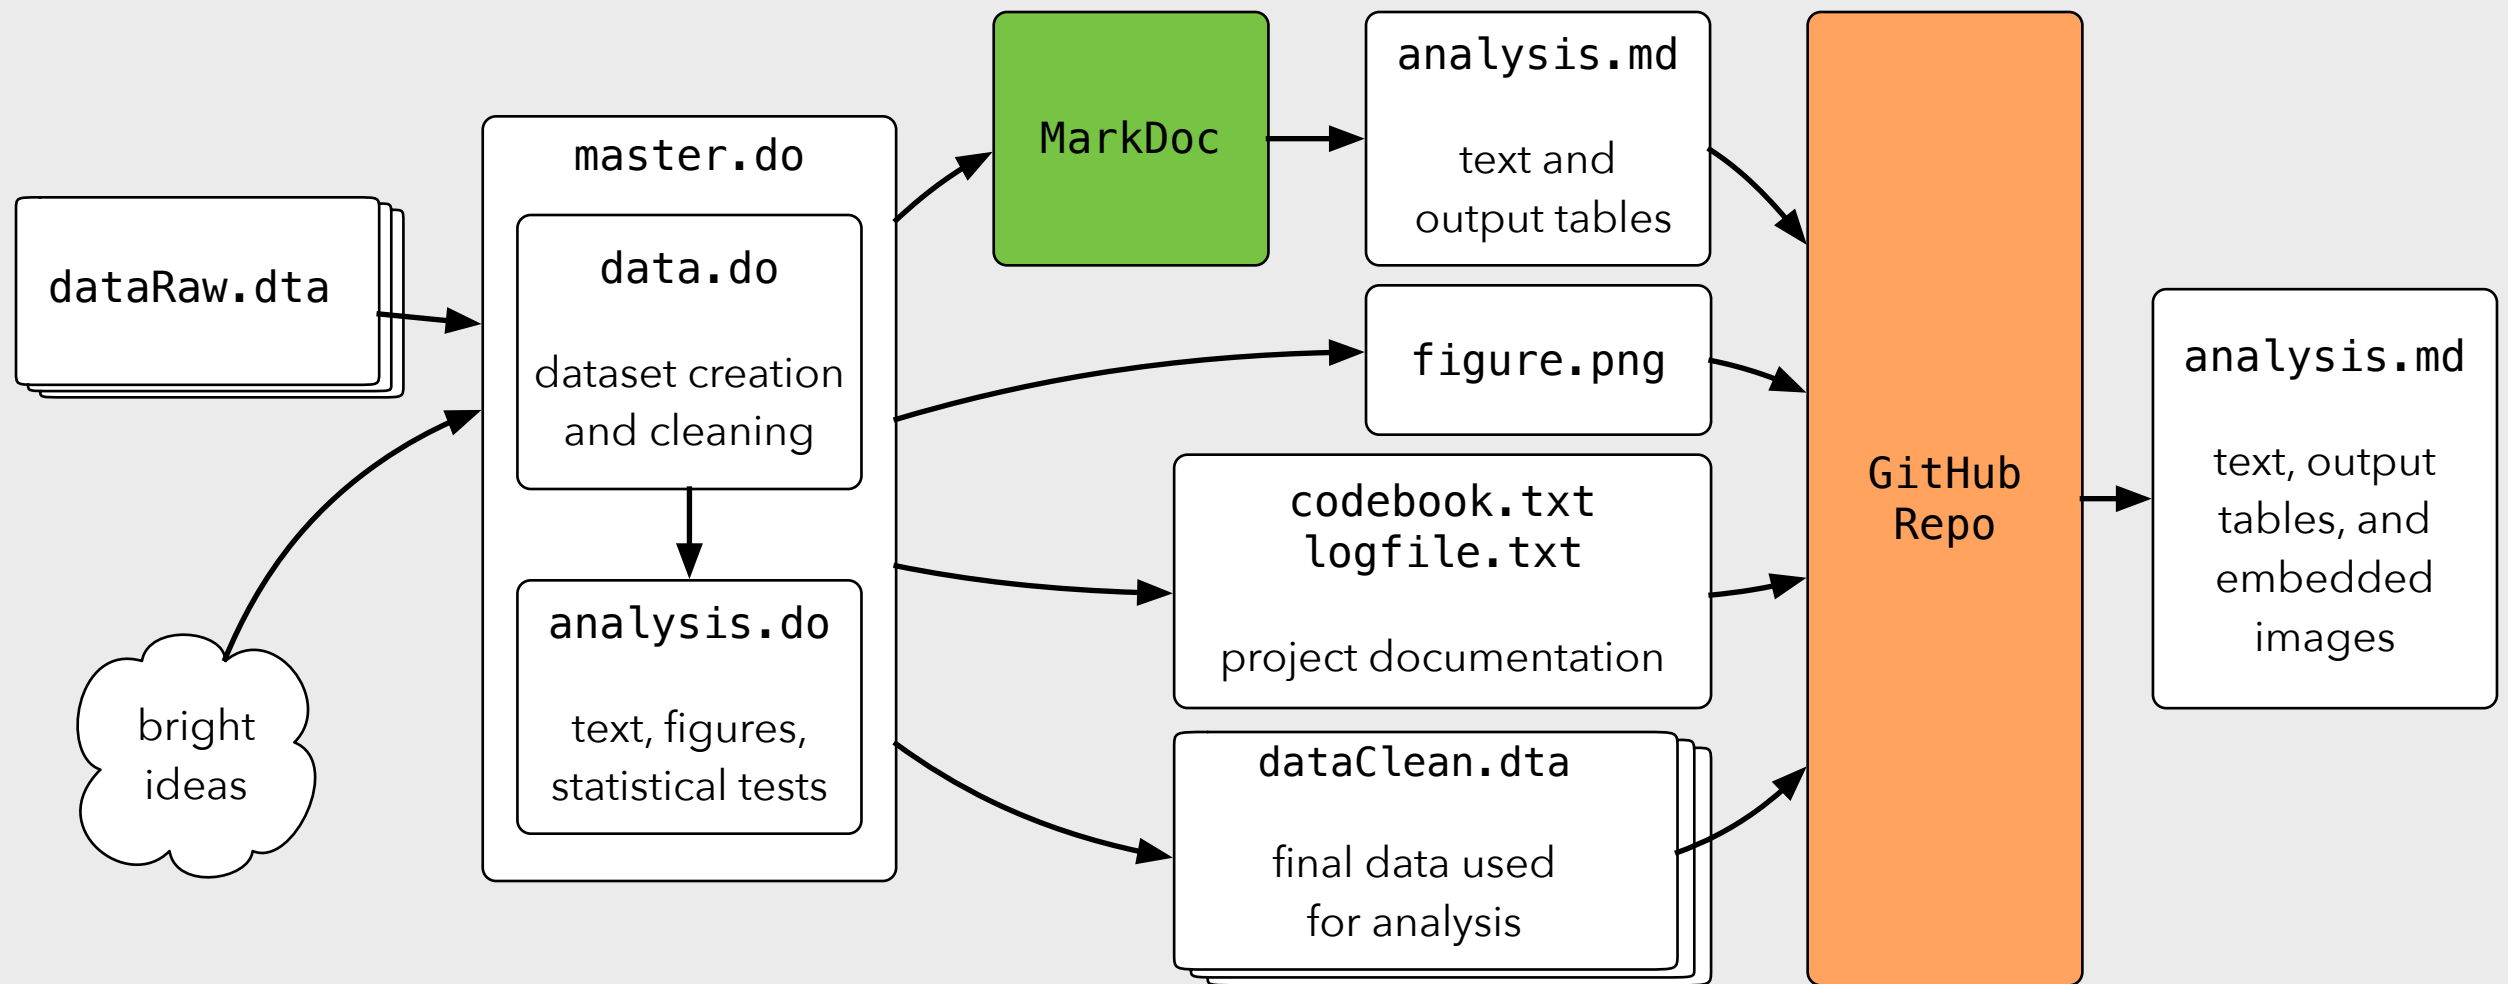 dataRaw.dta
bright
ideas
master.do
data.do
dataset creation
and cleaning
analysis.do
text, figures,
statistical tests
MarkDoc
analysis.md
text and
output tables
figure.png
codebook.txt
logfile.txt
project documentation
dataClean.dta
final data used
for analysis
GitHub
Repo
analysis.md
text, output
tables, and
embedded
images